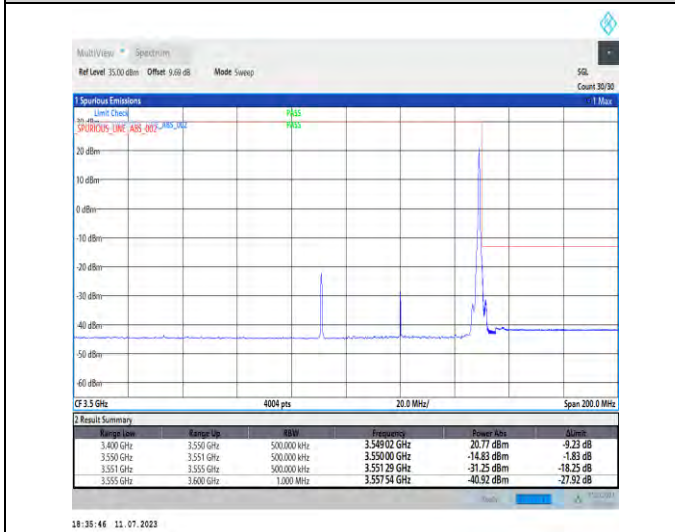 MultiView Spectrum
Ref Level 35.00 dBm Offset 9.69 dB Mode Sweep SGL
Count 30/30
1 Spurious Emissions 1 Max
Limit Check PASS
30 dBm
_SPURIOUS_LINE_ABS_002 _ABS_002 PASS
20 dBm
10 dBm
0 dBm
-10 dBm
-20 dBm
-30 dBm
-40 dBm
-50 dBm
-60 dBm
CF 3.5 GHz 4004 pts 20.0 MHz/ Span 200.0 MHz
2 Result Summary
Range Low Range Up RBW Frequency Power Abs ΔLimit
3.400 GHz 3.550 GHz 500.000 kHz 3.549 02 GHz 20.77 dBm -9.23 dB
3.550 GHz 3.551 GHz 500.000 kHz 3.550 00 GHz -14.83 dBm -1.83 dB
3.551 GHz 3.555 GHz 500.000 kHz 3.551 29 GHz -31.25 dBm -18.25 dB
3.555 GHz 3.600 GHz 1.000 MHz 3.557 54 GHz -40.92 dBm -27.92 dB
Ready
18:35:46 11.07.2023